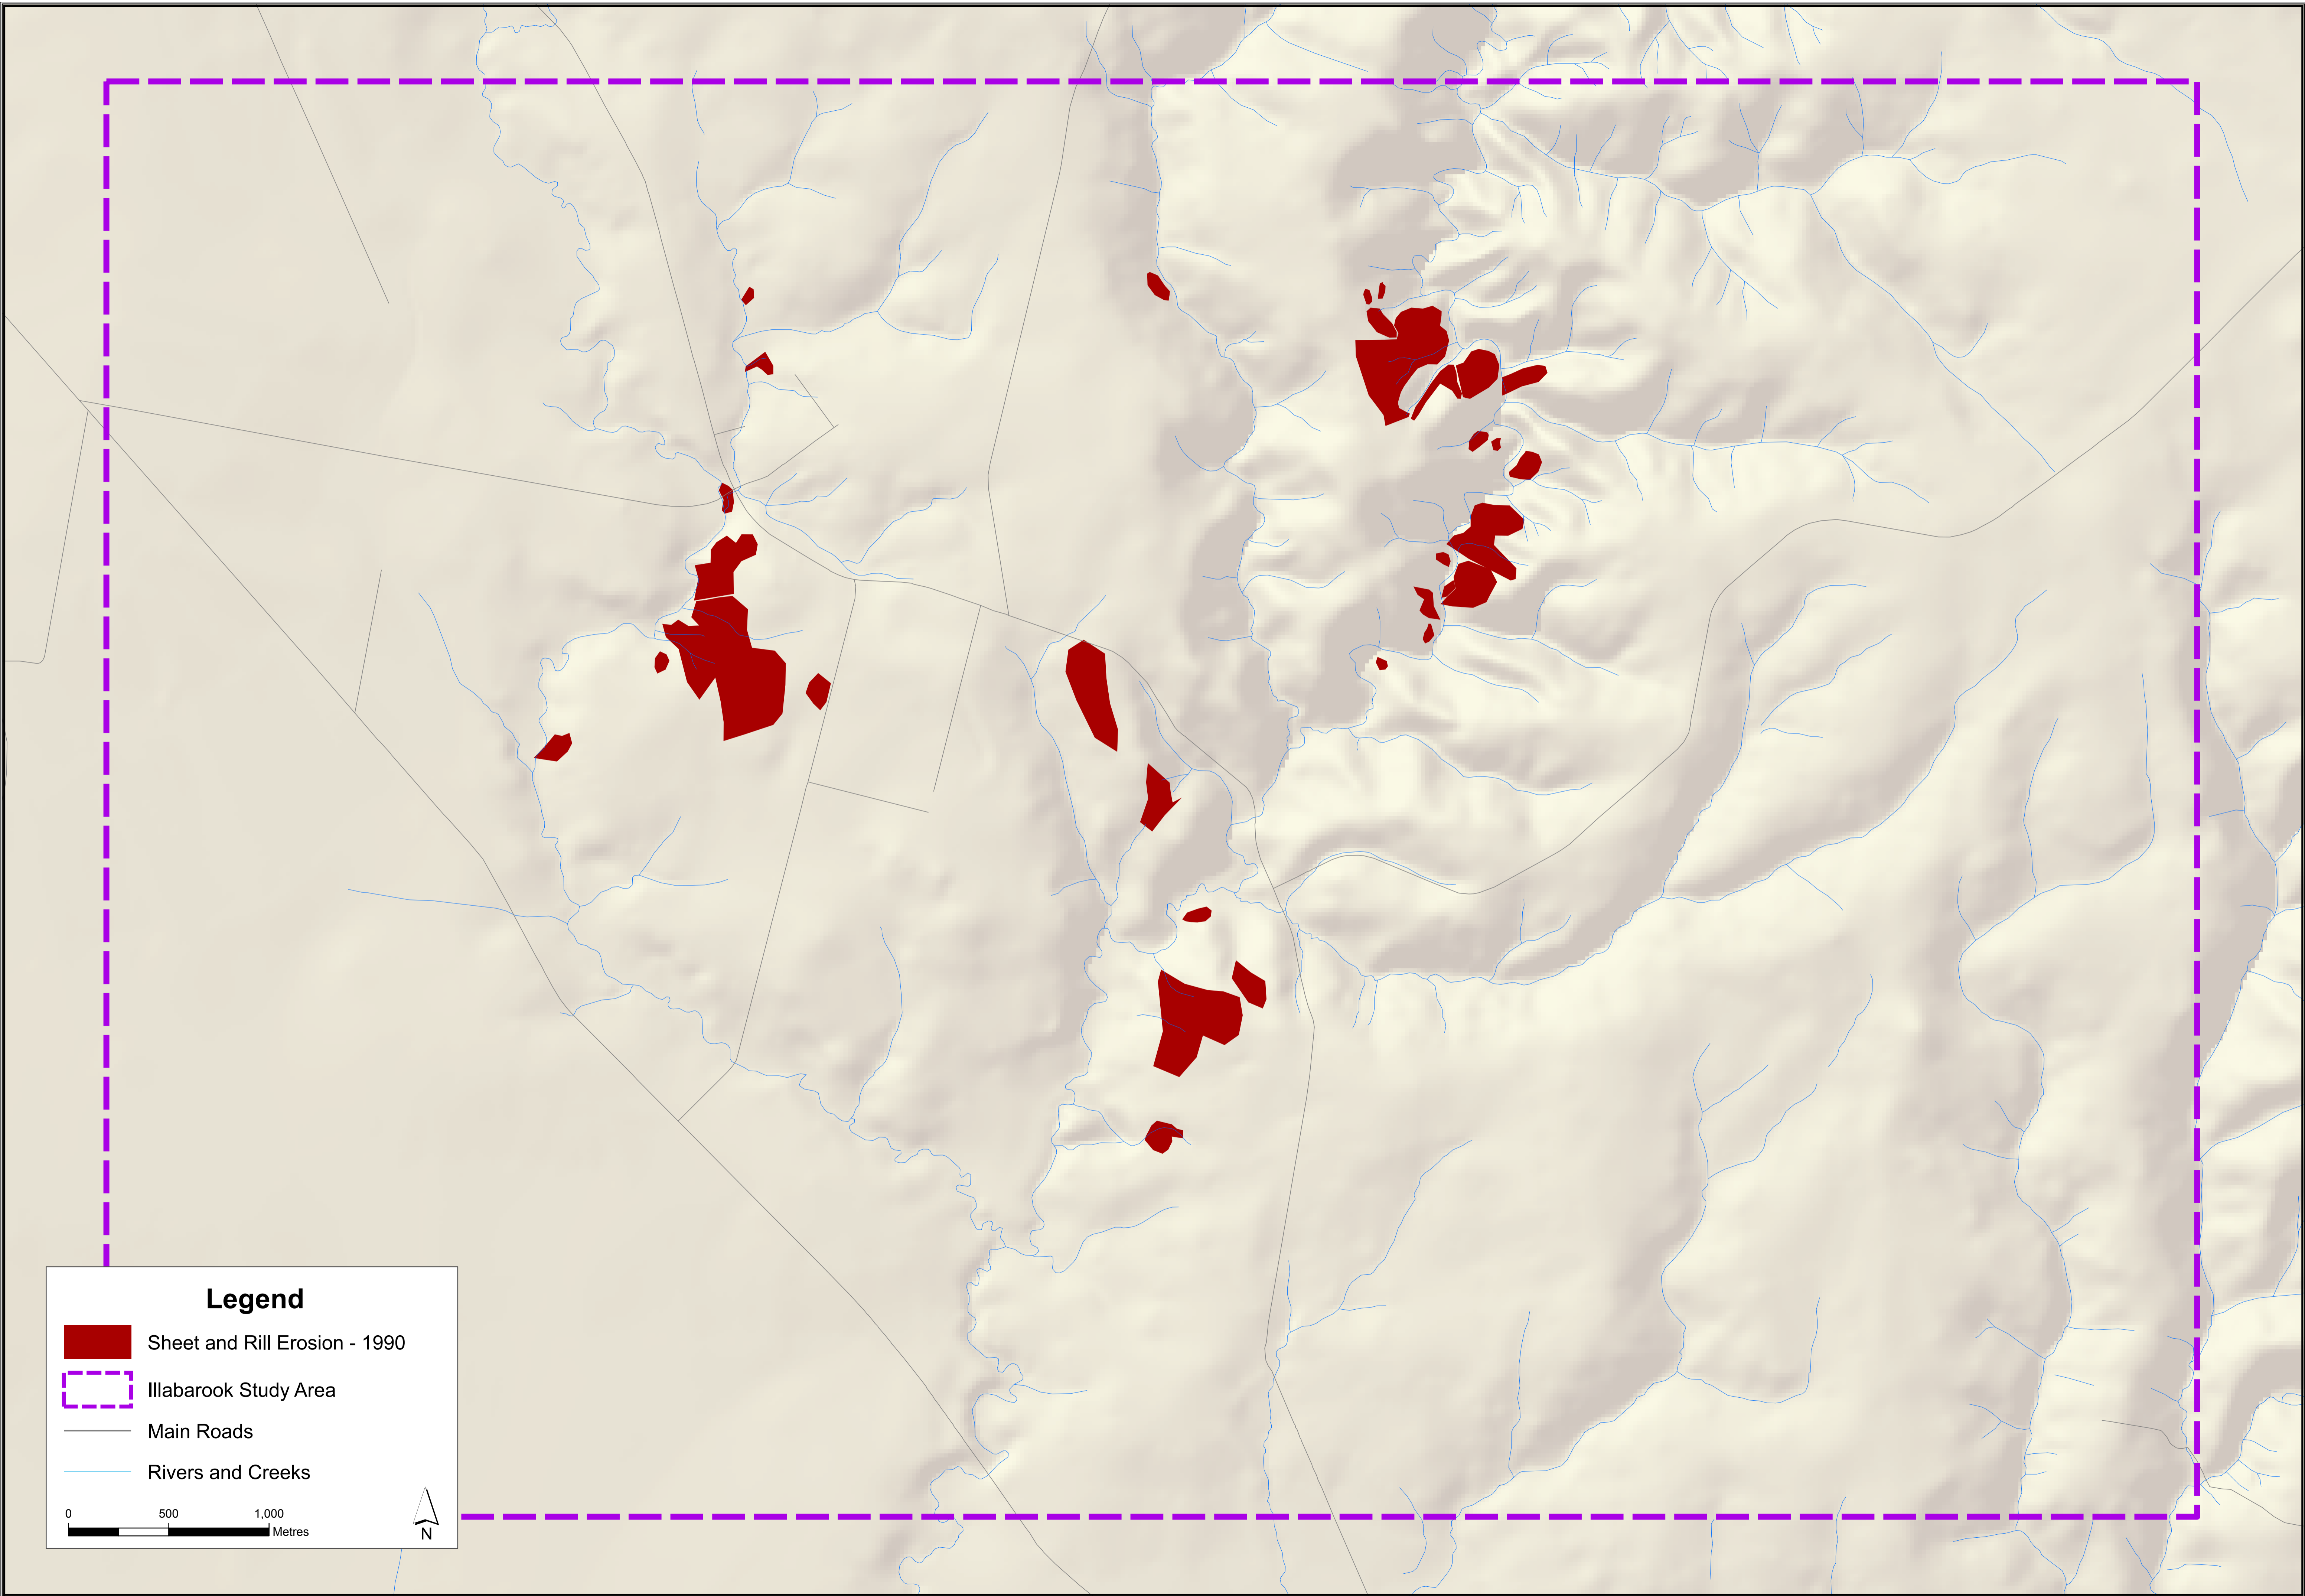 Legend
Sheet and Rill Erosion - 1990
Illabarook Study Area
Main Roads
Rivers and Creeks
0 500 1,000
Metres
N